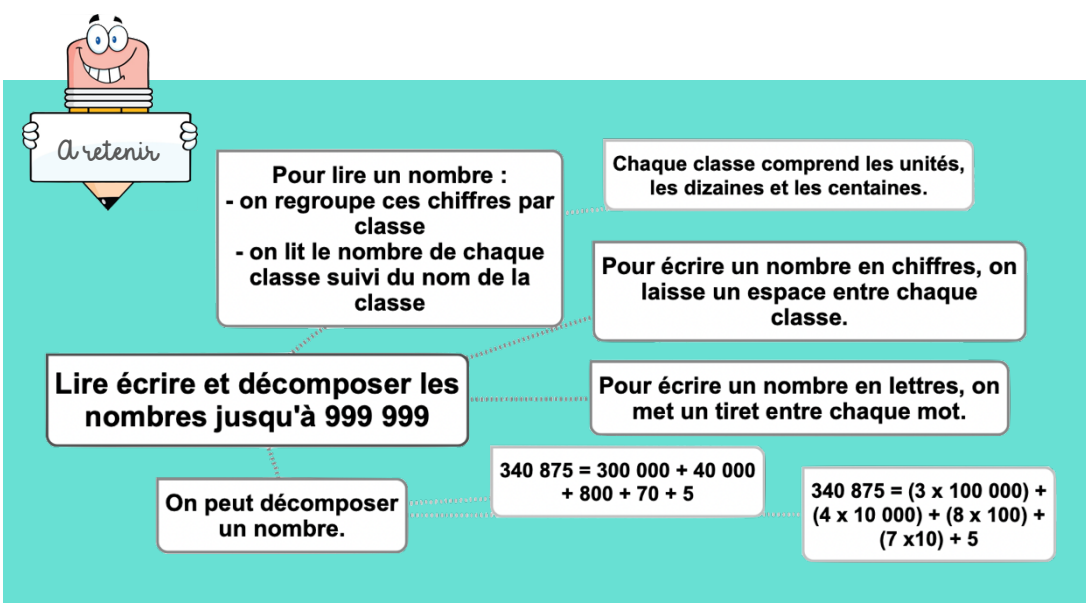 A retenir
Pour lire un nombre :
- on regroupe ces chiffres par
classe
- on lit le nombre de chaque
classe suivi du nom de la
classe
Chaque classe comprend les unités,
les dizaines et les centaines.
Pour écrire un nombre en chiffres, on
laisse un espace entre chaque
classe.
Lire écrire et décomposer les
nombres jusqu'à 999 999
Pour écrire un nombre en lettres, on
met un tiret entre chaque mot.
On peut décomposer
un nombre.
340 875 = 300 000 + 40 000
+ 800 + 70 + 5
340 875 = (3 x 100 000) +
(4 x 10 000) + (8 x 100) +
(7 x10) + 5